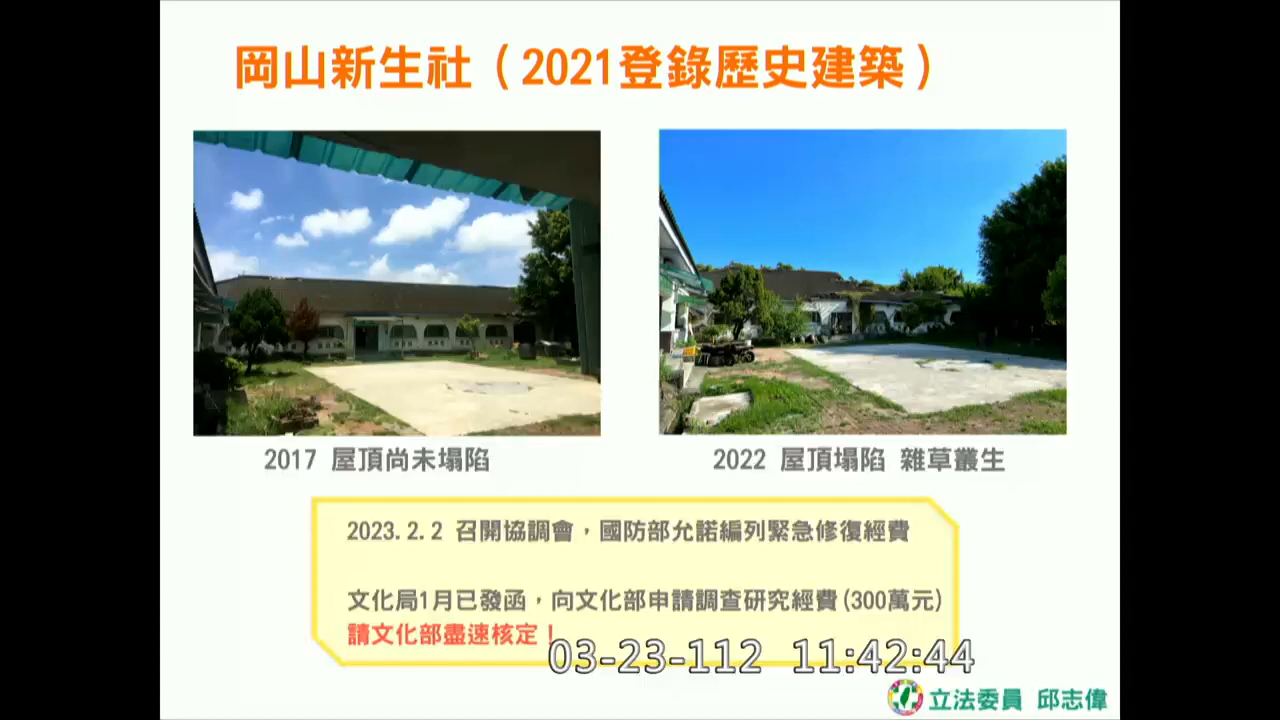 岡山新生社（2021登錄歷史建築）
2017 屋頂尚未塌陷
2022 屋頂塌陷 雜草叢生
2023.2.2 召開協調會，國防部允諾編列緊急修復經費
文化局1月已發函，向文化部申請調查研究經費(300萬元)
請文化部盡速核定！
03-23-112 11:42:44
立法委員 邱志偉